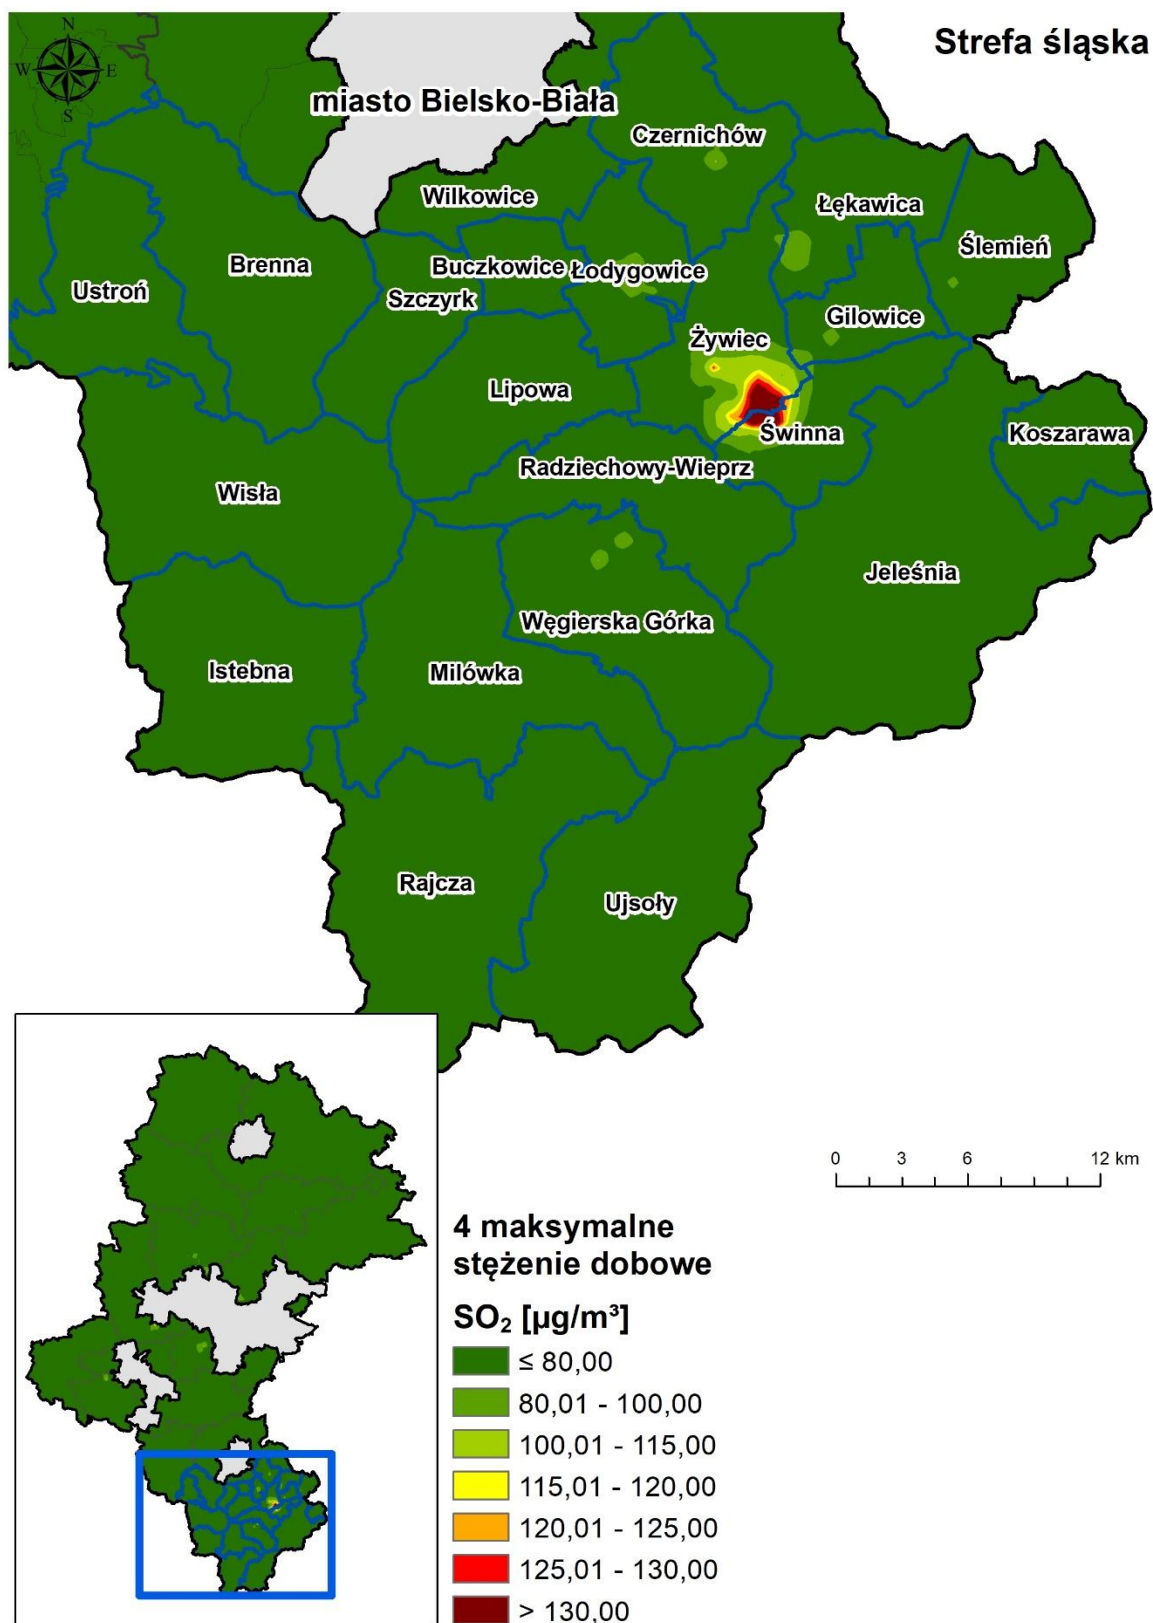 Strefa śląska
N
W E
S
miasto Bielsko-Biała
Czernichów
Wilkowice
Łękawica
Ślemień
Brenna
Buczkowice
Łodygowice
Ustroń
Szczyrk
Gilowice
Żywiec
Lipowa
Świnna
Koszarawa
Radziechowy-Wieprz
Wisła
Jeleśnia
Węgierska Górka
Istebna
Milówka
Rajcza
Ujsoły
0 3 6 12 km
4 maksymalne
stężenie dobowe
SO₂ [µg/m³]
≤ 80,00
80,01 - 100,00
100,01 - 115,00
115,01 - 120,00
120,01 - 125,00
125,01 - 130,00
> 130,00